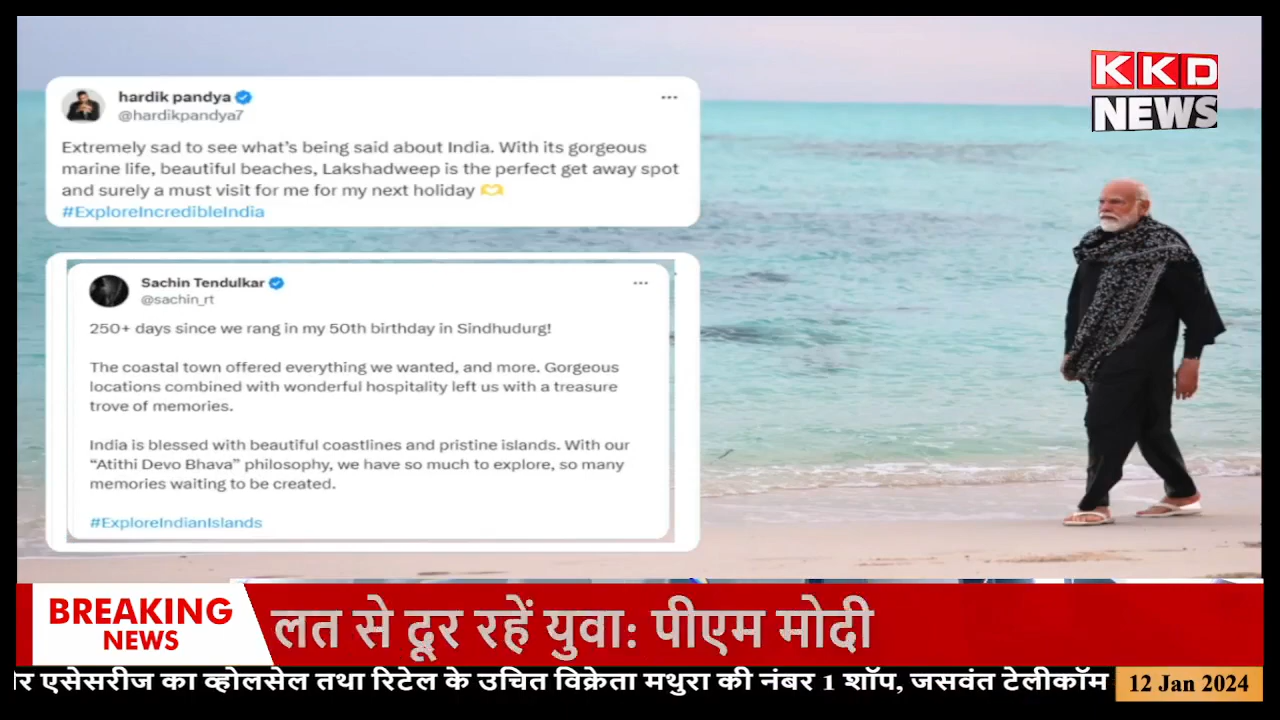 KKD
NEWS
hardik pandya
@hardikpandya7
Extremely sad to see what's being said about India. With its gorgeous
marine life, beautiful beaches, Lakshadweep is the perfect get away spot
and surely a must visit for me for my next holiday 🫶
#ExploreIncredibleIndia
Sachin Tendulkar
@sachin_rt
250+ days since we rang in my 50th birthday in Sindhudurg!
The coastal town offered everything we wanted, and more. Gorgeous
locations combined with wonderful hospitality left us with a treasure
trove of memories.
India is blessed with beautiful coastlines and pristine islands. With our
“Atithi Devo Bhava” philosophy, we have so much to explore, so many
memories waiting to be created.
#ExploreIndianIslands
BREAKING
NEWS
लत से दूर रहें युवा: पीएम मोदी
एसेसरीज का व्होलसेल तथा रिटेल के उचित विक्रेता मथुरा की नंबर 1 शॉप, जसवंत टेलीकॉम
12 Jan 2024